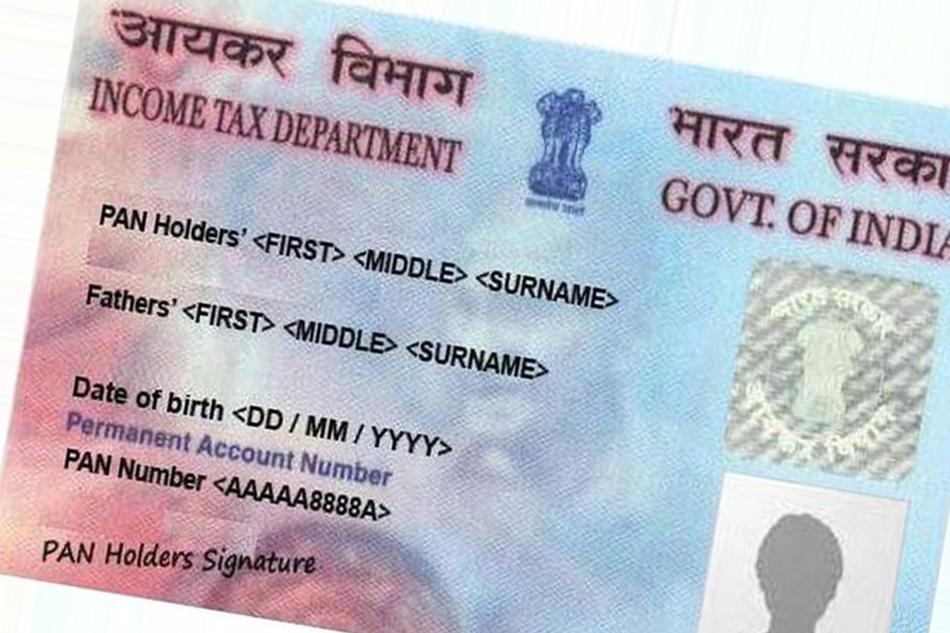 आयकर विभाग
INCOME TAX DEPARTMENT
भारत सरका
GOVT. OF INDIA
PAN Holders' <FIRST> <MIDDLE> <SURNAME>
Fathers' <FIRST> <MIDDLE> <SURNAME>
Date of birth <DD / MM / YYYY>
Permanent Account Number
PAN Number <AAAAA8888A>
PAN Holders Signature